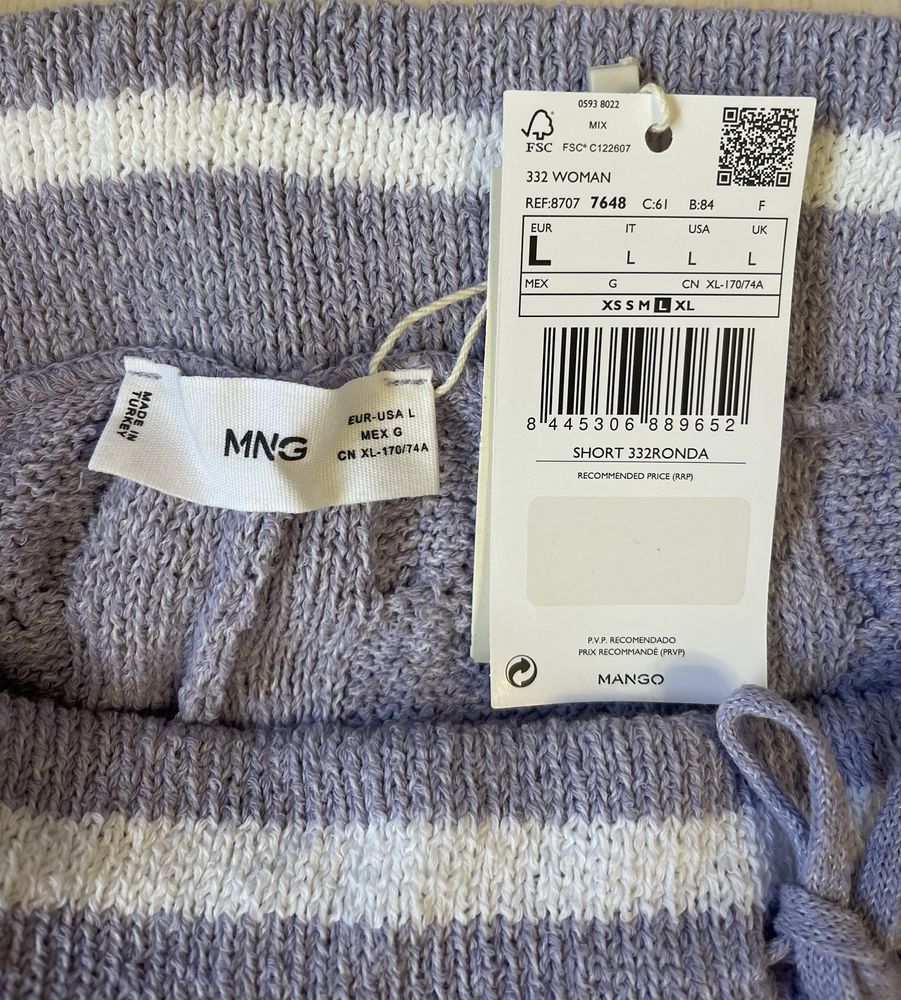 0593 8022
MIX
FSC
FSC® C122607
332 WOMAN
REF:8707 7648 C:61 B:84 F
EUR IT USA UK
L L L L
MEX G CN XL-170/74A
XS S M L XL
8 445306 889652
SHORT 332RONDA
RECOMMENDED PRICE (RRP)
P.V.P. RECOMENDADO
PRIX RECOMMANDÉ (PRVP)
MANGO
MADE IN
TURKEY
MNG
EUR-USA L
MEX G
CN XL-170/74A